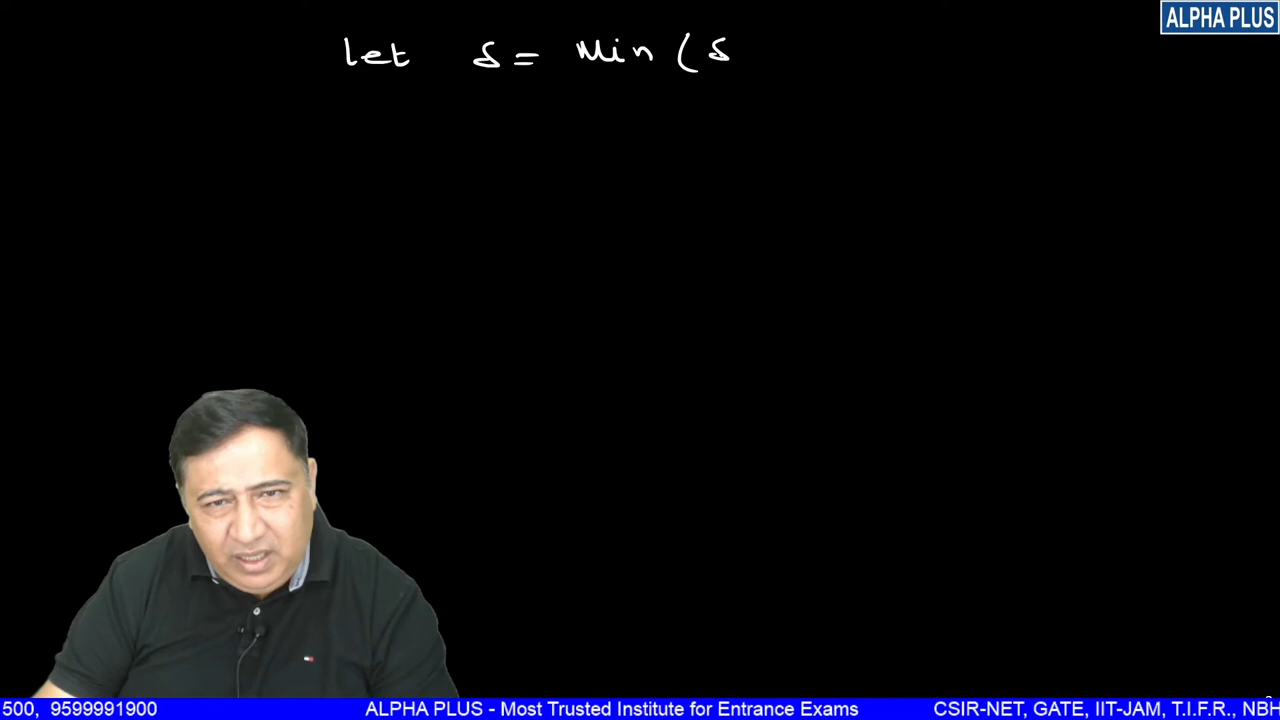 ALPHA PLUS
let δ = Min ( δ
500, 9599991900 ALPHA PLUS - Most Trusted Institute for Entrance Exams CSIR-NET, GATE, IIT-JAM, T.I.F.R., NBH